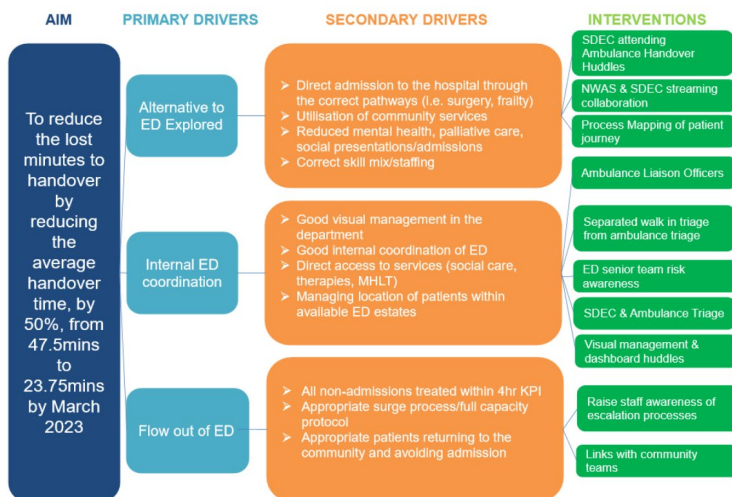 AIM
PRIMARY DRIVERS
SECONDARY DRIVERS
INTERVENTIONS
To reduce
the lost
minutes to
handover
by
reducing
the
average
handover
time, by
50%, from
47.5mins
to
23.75mins
by March
2023
Alternative to
ED Explored
Internal ED
coordination
Flow out of ED
➢ Direct admission to the hospital through
the correct pathways (i.e. surgery, frailty)
➢ Utilisation of community services
➢ Reduced mental health, palliative care,
social presentations/admissions
➢ Correct skill mix/staffing
➢ Good visual management in the
department
➢ Good internal coordination of ED
➢ Direct access to services (social care,
therapies, MHLT)
➢ Managing location of patients within
available ED estates
➢ All non-admissions treated within 4hr KPI
➢ Appropriate surge process/full capacity
protocol
➢ Appropriate patients returning to the
community and avoiding admission
SDEC attending
Ambulance Handover
Huddles
NWAS & SDEC streaming
collaboration
Process Mapping of patient
journey
Ambulance Liaison Officers
Separated walk in triage
from ambulance triage
ED senior team risk
awareness
SDEC & Ambulance Triage
Visual management &
dashboard huddles
Raise staff awareness of
escalation processes
Links with community
teams